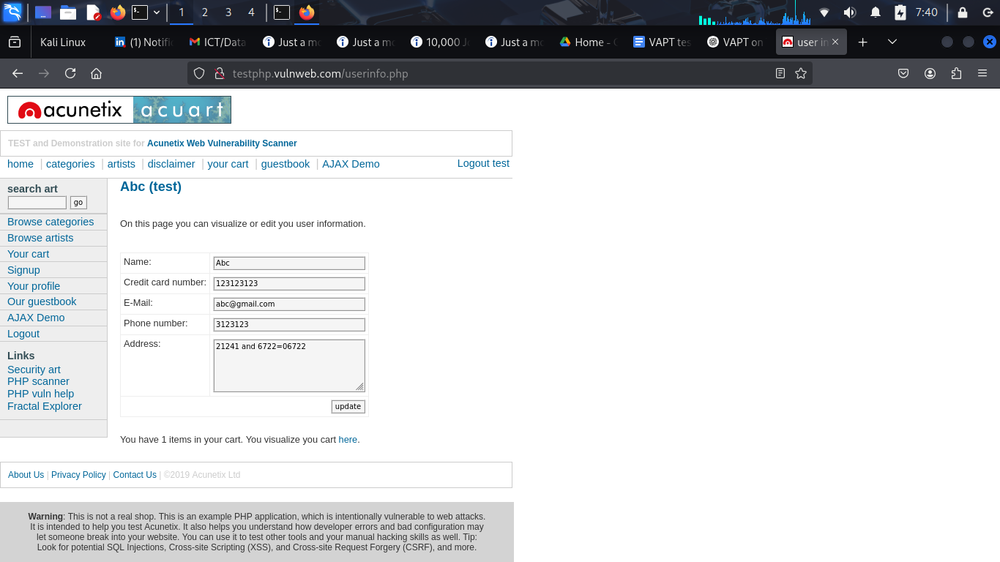 1 2 3 4 7:40
Kali Linux (1) Notific ICT/Data Just a mo Just a mo 10,000 Jo Just a mo Home - VAPT tes VAPT on user in
testphp.vulnweb.com/userinfo.php
acunetix acuart
TEST and Demonstration site for Acunetix Web Vulnerability Scanner
home | categories | artists | disclaimer | your cart | guestbook | AJAX Demo Logout test
search art
go
Browse categories
Browse artists
Your cart
Signup
Your profile
Our guestbook
AJAX Demo
Logout
Links
Security art
PHP scanner
PHP vuln help
Fractal Explorer
Abc (test)
On this page you can visualize or edit you user information.
Name: Abc
Credit card number: 123123123
E-Mail: abc@gmail.com
Phone number: 3123123
Address: 21241 and 6722=06722
update
You have 1 items in your cart. You visualize you cart here.
About Us | Privacy Policy | Contact Us | ©2019 Acunetix Ltd
Warning: This is not a real shop. This is an example PHP application, which is intentionally vulnerable to web attacks.
It is intended to help you test Acunetix. It also helps you understand how developer errors and bad configuration may
let someone break into your website. You can use it to test other tools and your manual hacking skills as well. Tip:
Look for potential SQL Injections, Cross-site Scripting (XSS), and Cross-site Request Forgery (CSRF), and more.